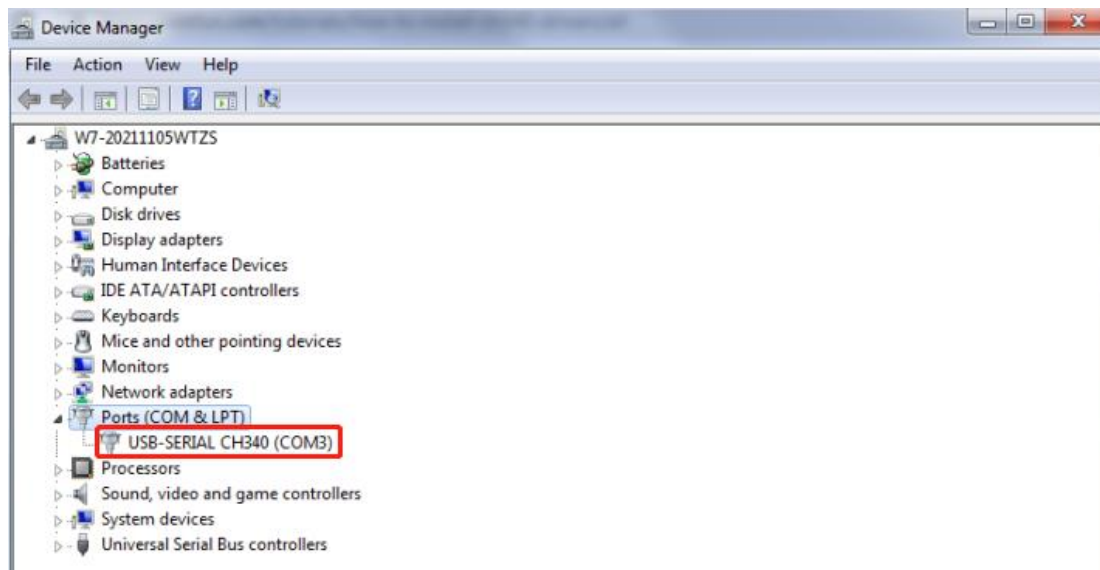 Device Manager
File Action View Help
W7-20211105WTZS
Batteries
Computer
Disk drives
Display adapters
Human Interface Devices
IDE ATA/ATAPI controllers
Keyboards
Mice and other pointing devices
Monitors
Network adapters
Ports (COM & LPT)
USB-SERIAL CH340 (COM3)
Processors
Sound, video and game controllers
System devices
Universal Serial Bus controllers